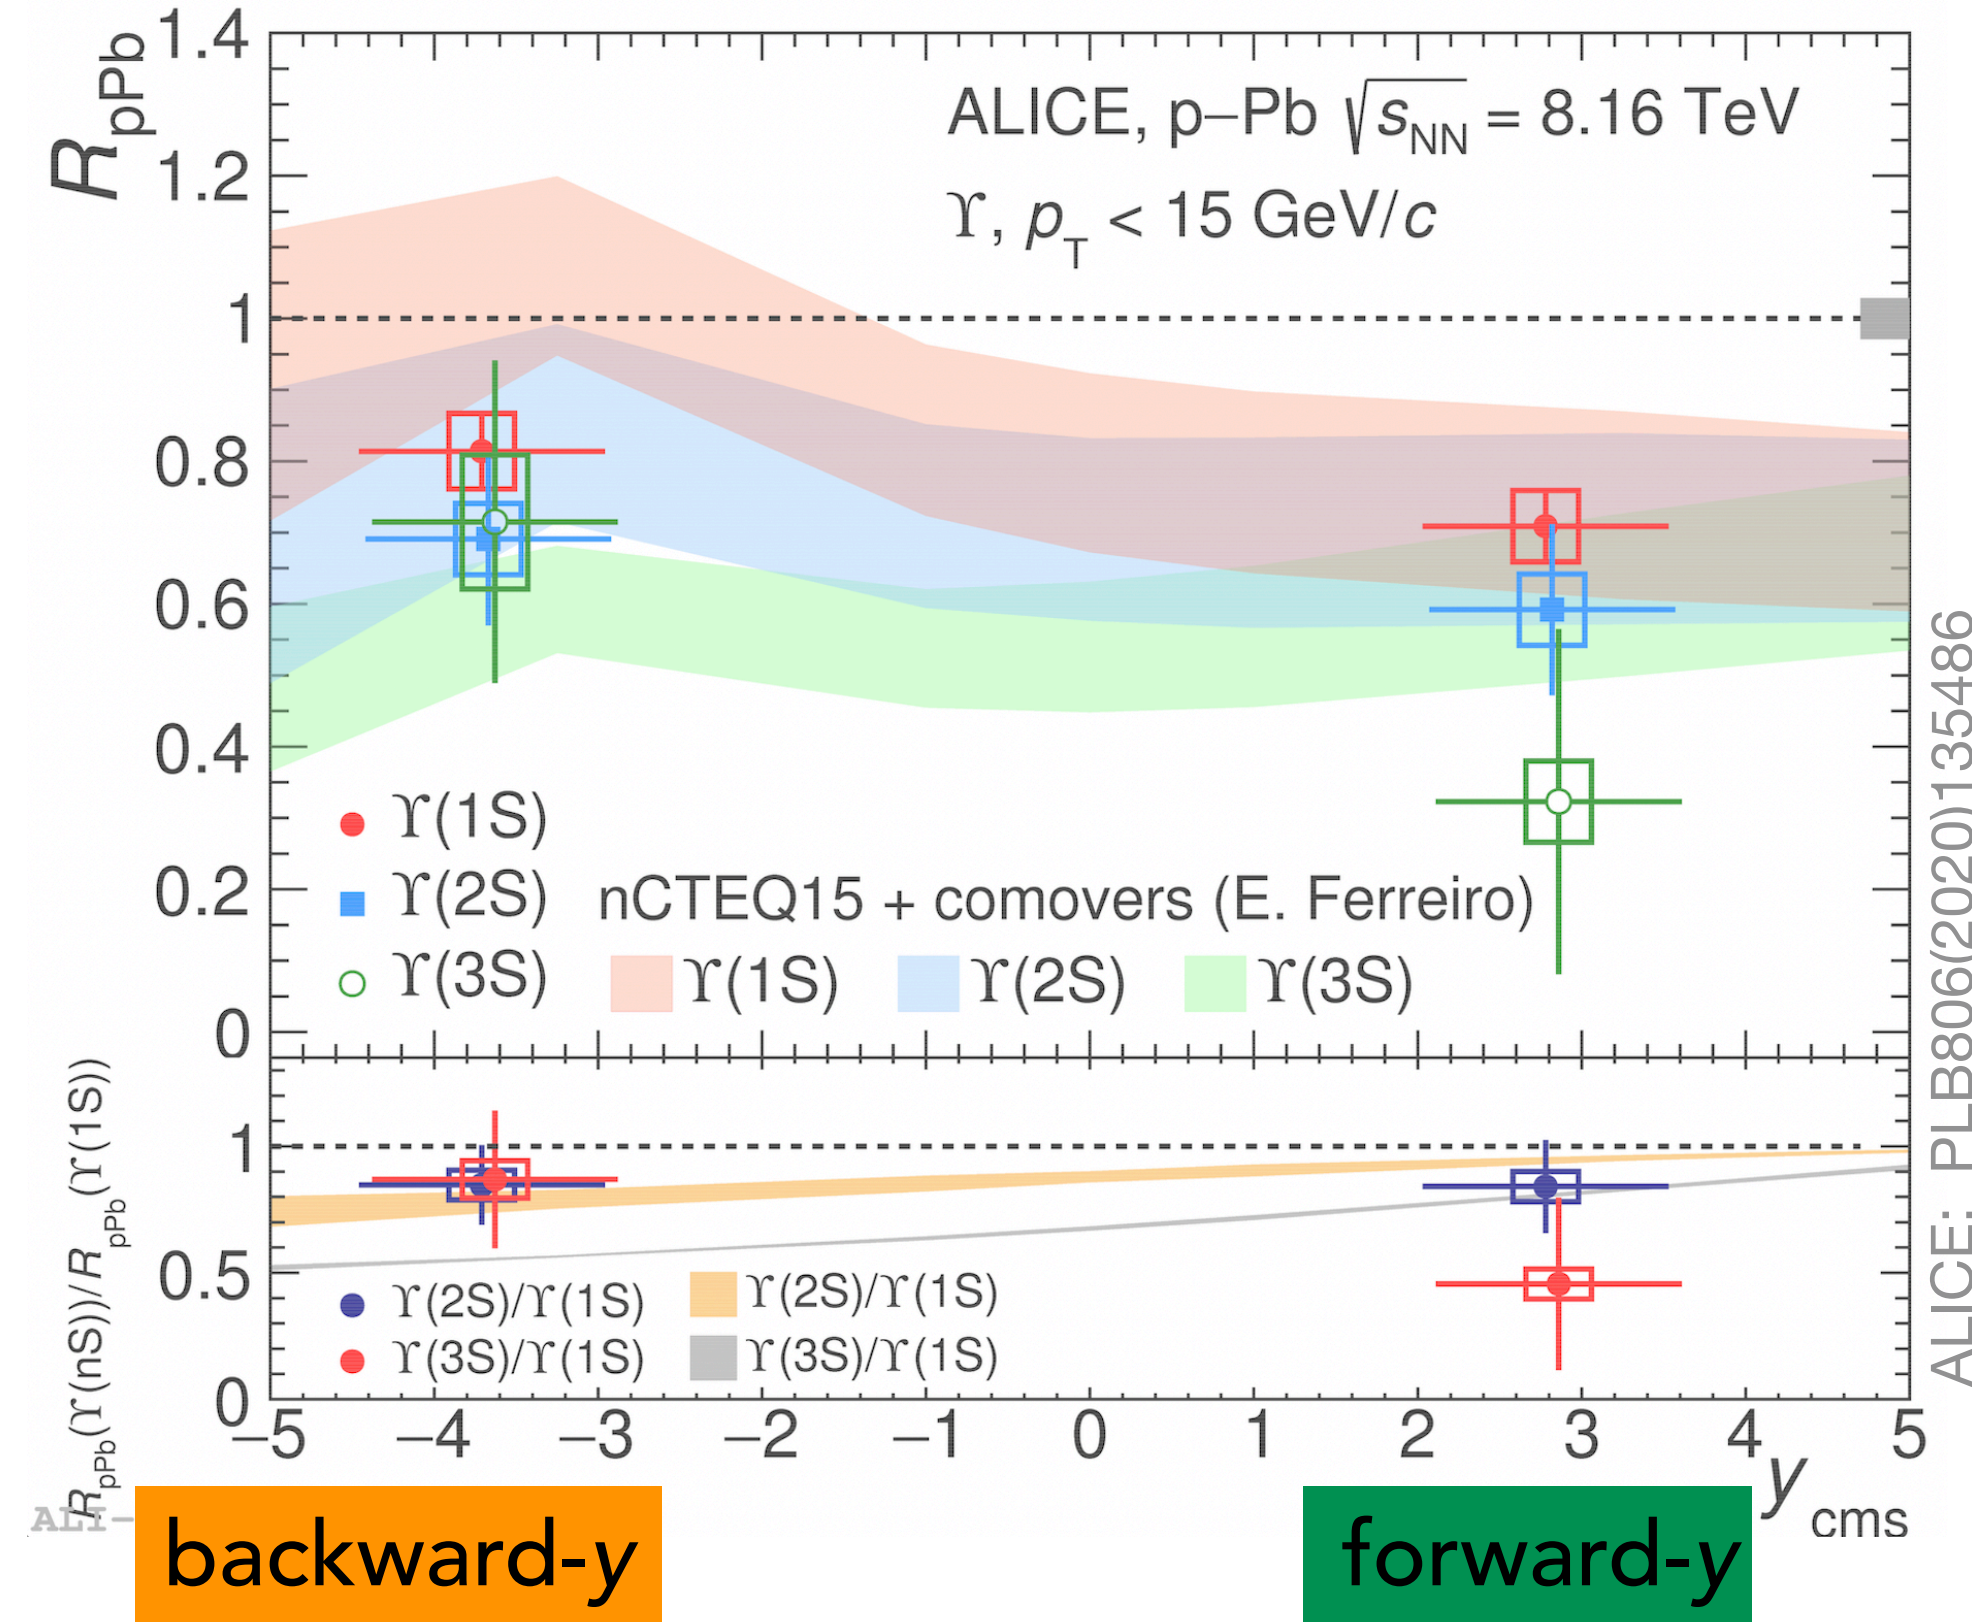 R_pPb
1.4
1.2
1
0.8
0.6
0.4
0.2
0
ALICE, p–Pb √s_NN = 8.16 TeV
ϒ, p_T < 15 GeV/c
ϒ(1S)
ϒ(2S)
ϒ(3S)
nCTEQ15 + comovers (E. Ferreiro)
ϒ(1S) ϒ(2S) ϒ(3S)
R_pPb(ϒ(nS))/R_pPb(ϒ(1S))
1
0.5
0
ϒ(2S)/ϒ(1S) ϒ(2S)/ϒ(1S)
ϒ(3S)/ϒ(1S) ϒ(3S)/ϒ(1S)
−5 −4 −3 −2 −1 0 1 2 3 4 5
y_cms
ALI−
backward-y
forward-y
ALICE: PLB806(2020)135486